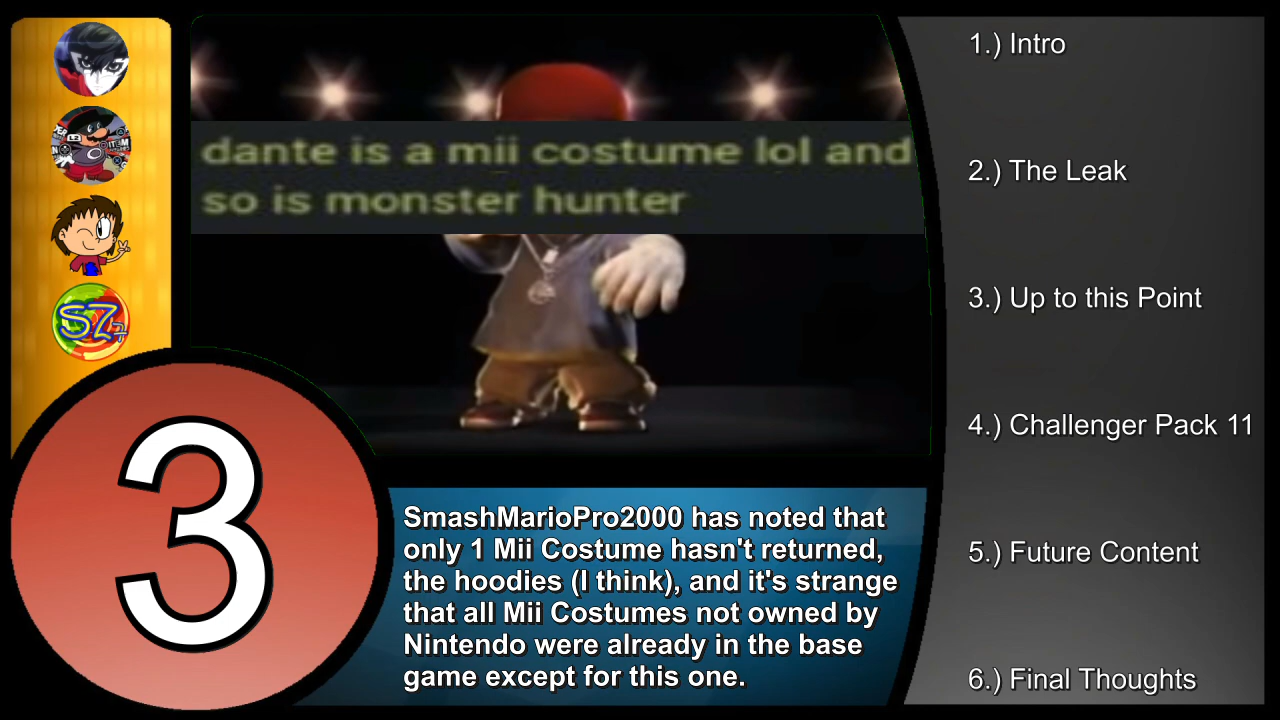 dante is a mii costume lol and
so is monster hunter
3
SmashMarioPro2000 has noted that
only 1 Mii Costume hasn't returned,
the hoodies (I think), and it's strange
that all Mii Costumes not owned by
Nintendo were already in the base
game except for this one.
1.) Intro
2.) The Leak
3.) Up to this Point
4.) Challenger Pack 11
5.) Future Content
6.) Final Thoughts